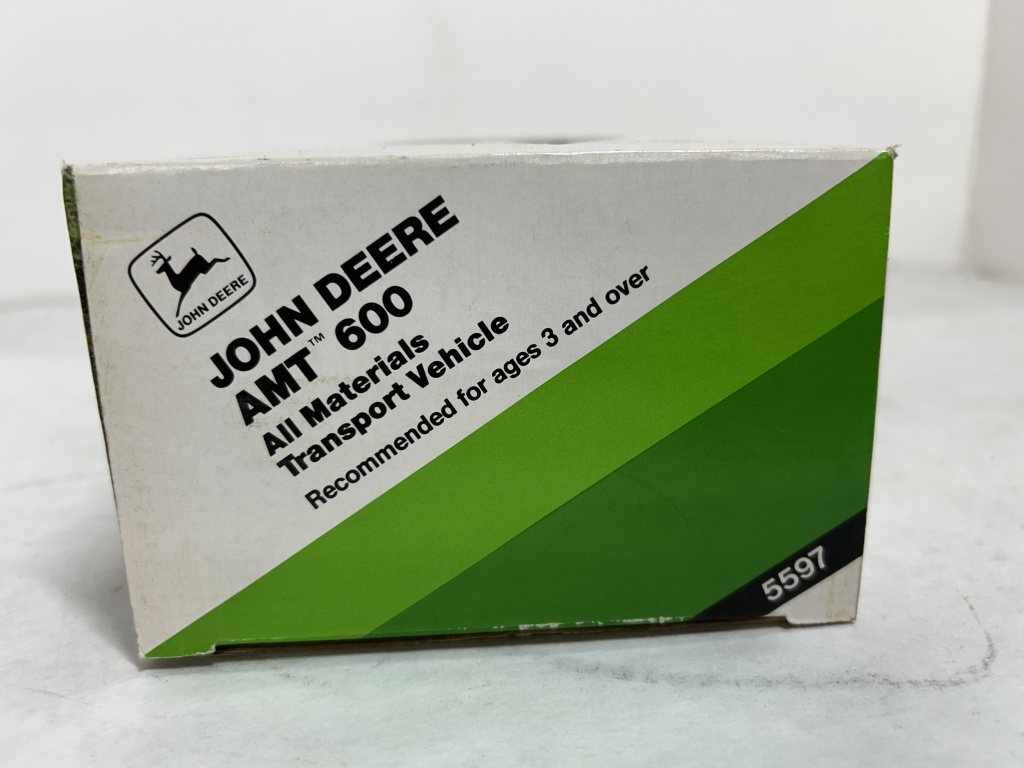 JOHN DEERE
JOHN DEERE
AMT™ 600
All Materials
Transport Vehicle
Recommended for ages 3 and over
5597